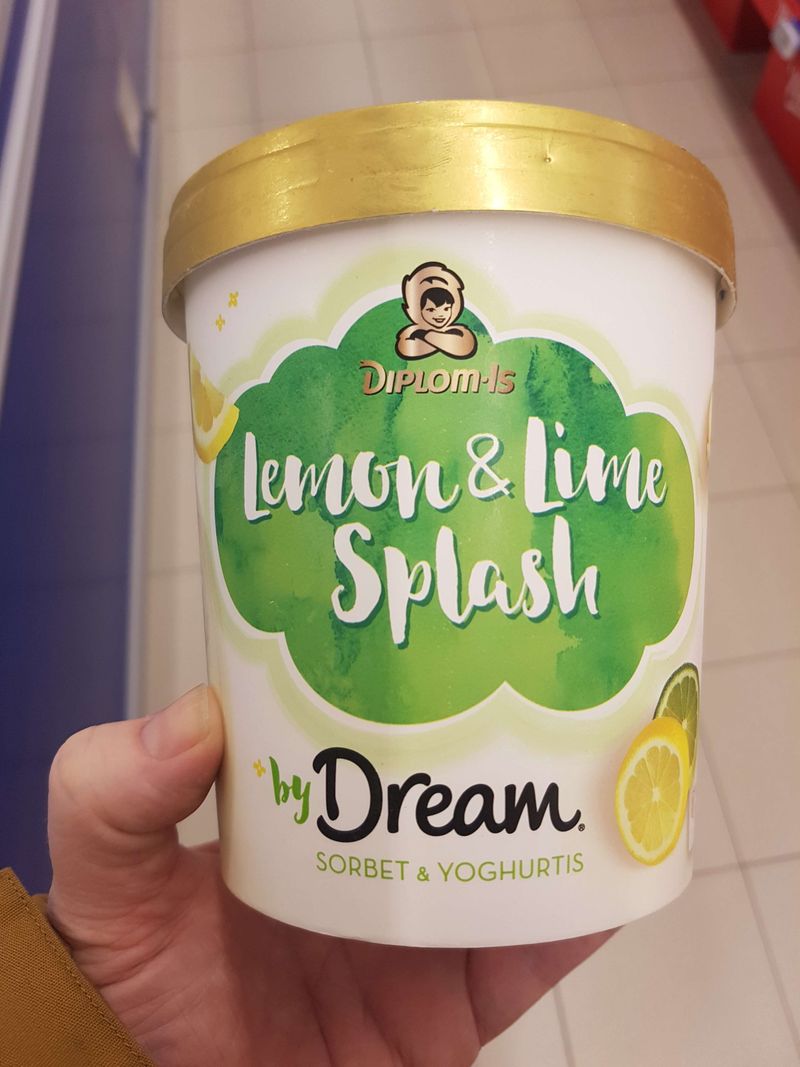 DIPLOM-IS
Lemon & Lime
Splash
by Dream®
SORBET & YOGHURTIS